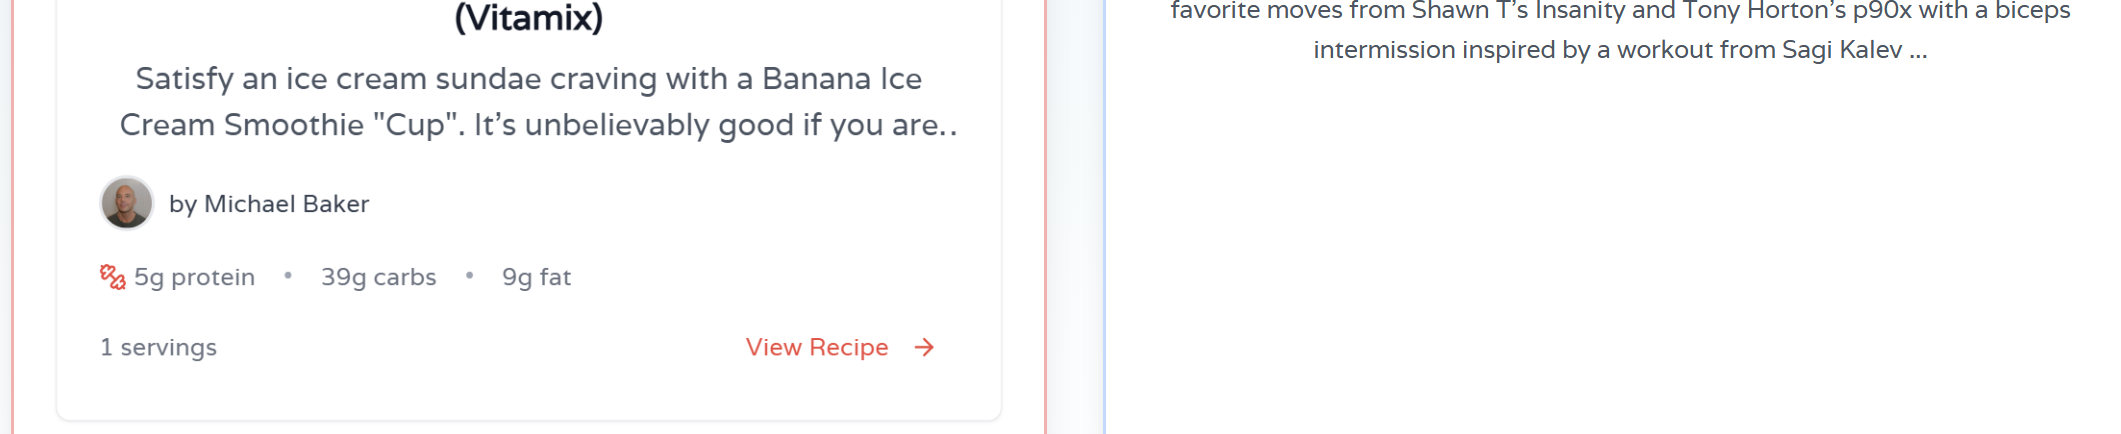 (Vitamix)
Satisfy an ice cream sundae craving with a Banana Ice
Cream Smoothie "Cup". It's unbelievably good if you are..
by Michael Baker
5g protein • 39g carbs • 9g fat
1 servings
View Recipe →
favorite moves from Shawn T's Insanity and Tony Horton's p90x with a biceps
intermission inspired by a workout from Sagi Kalev ...